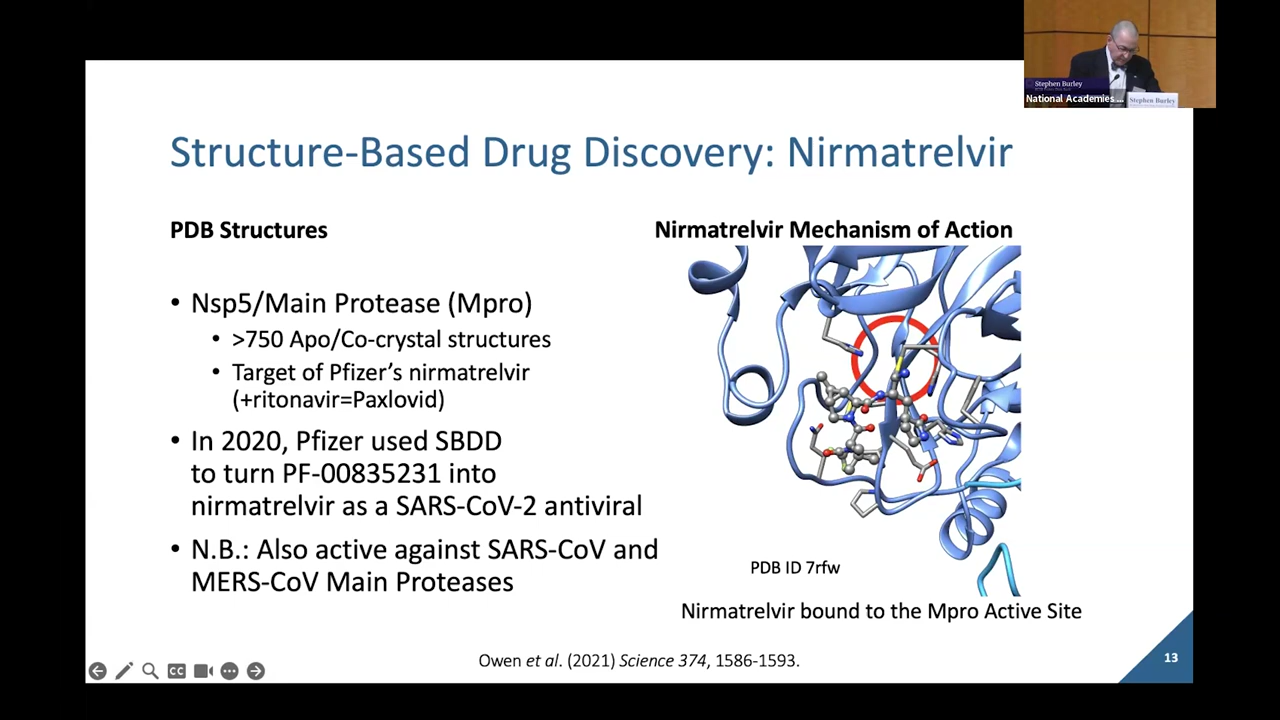 Stephen Burley
National Academies ...
Stephen Burley
Structure-Based Drug Discovery: Nirmatrelvir
PDB Structures
• Nsp5/Main Protease (Mpro)
• >750 Apo/Co-crystal structures
• Target of Pfizer's nirmatrelvir
(+ritonavir=Paxlovid)
• In 2020, Pfizer used SBDD
to turn PF-00835231 into
nirmatrelvir as a SARS-CoV-2 antiviral
• N.B.: Also active against SARS-CoV and
MERS-CoV Main Proteases
Nirmatrelvir Mechanism of Action
PDB ID 7rfw
Nirmatrelvir bound to the Mpro Active Site
Owen et al. (2021) Science 374, 1586-1593.
13
CC